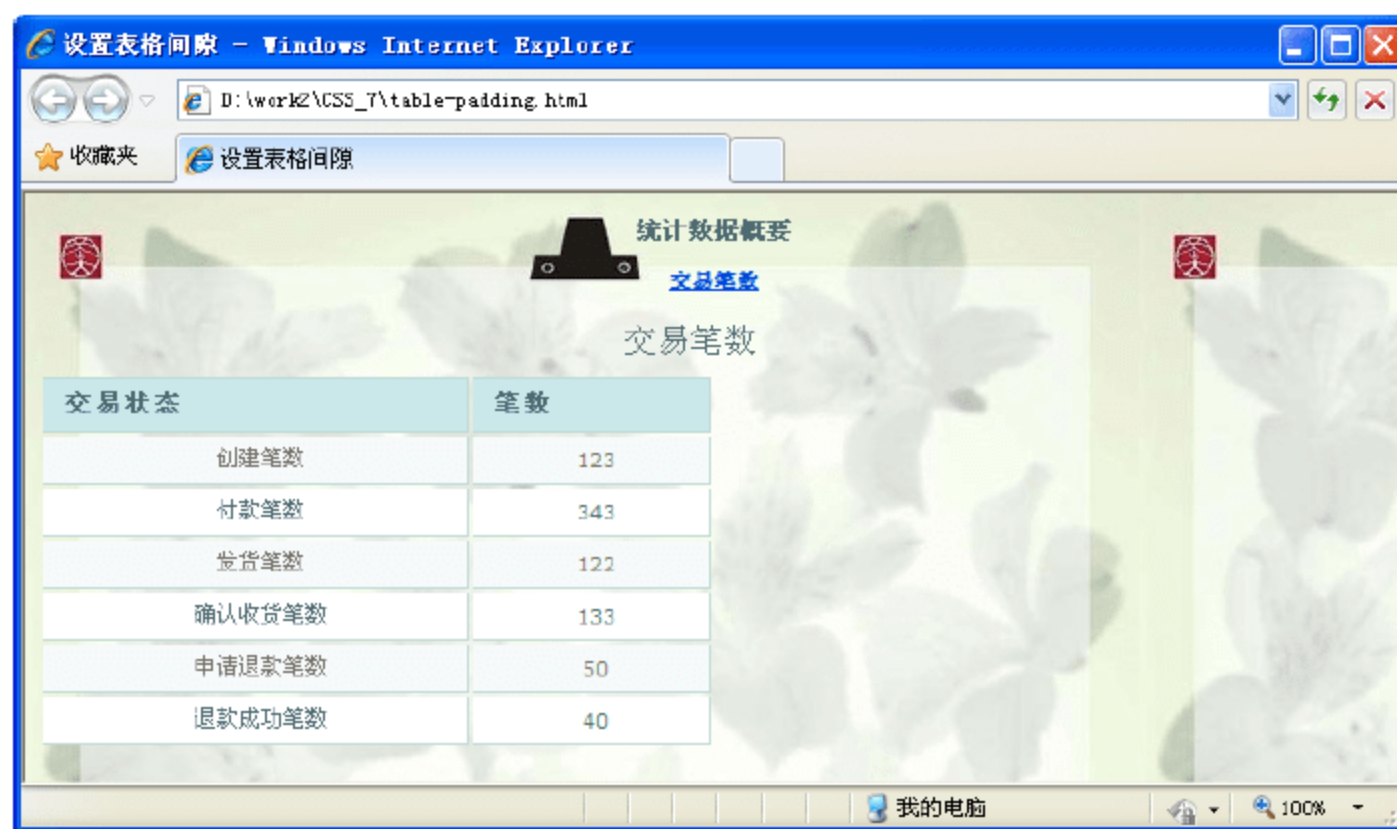 设置表格间隙 - Windows Internet Explorer
D:\work2\CSS_7\table-padding.html
收藏夹
设置表格间隙
统计数据概要
交易笔数
交易笔数
交易状态 笔数
创建笔数 123
付款笔数 343
发货笔数 122
确认收货笔数 133
申请退款笔数 50
退款成功笔数 40
我的电脑 100%